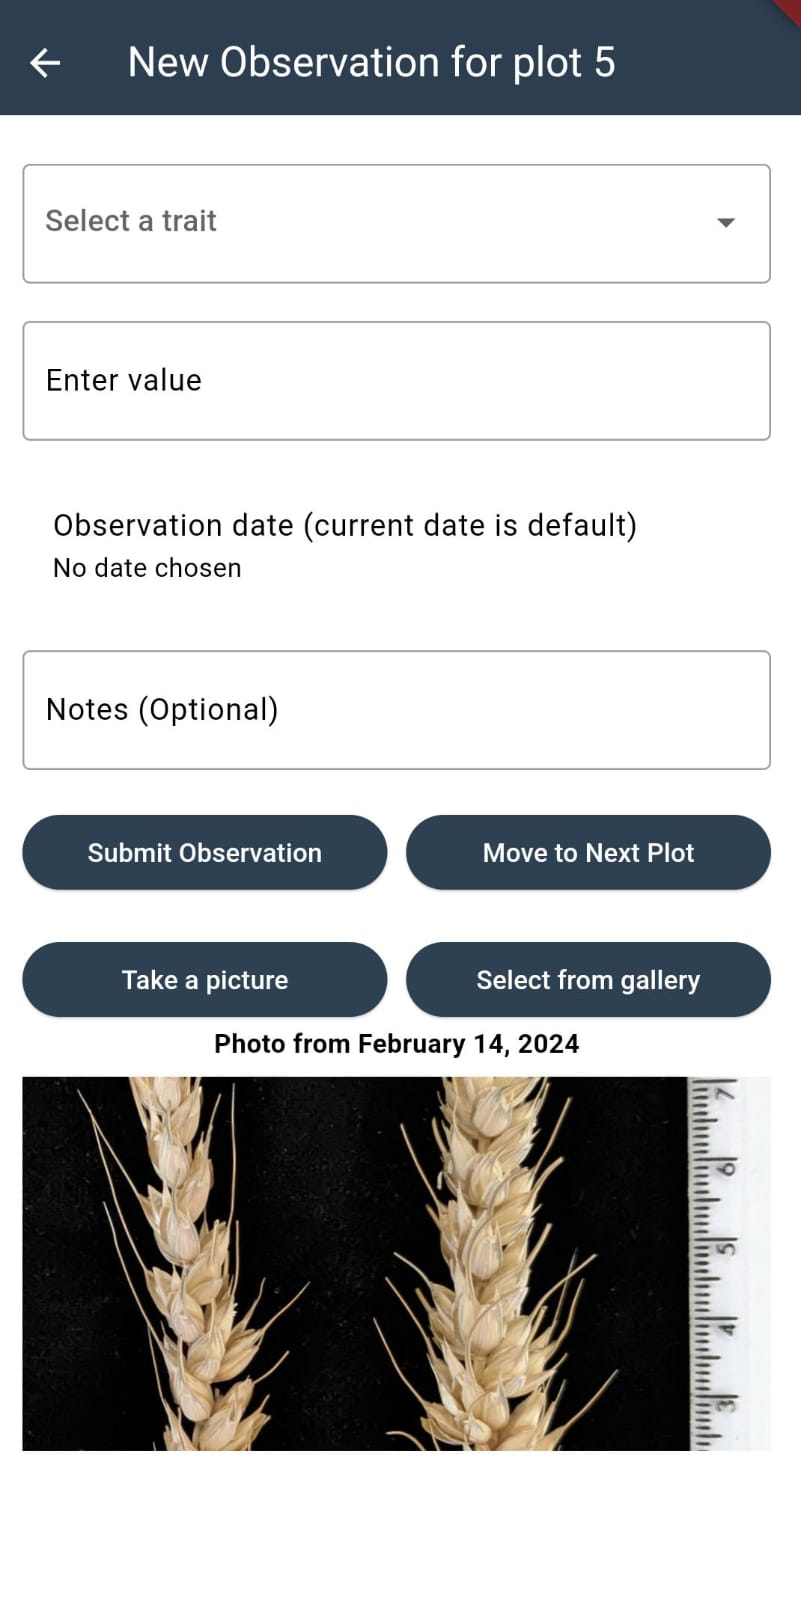 New Observation for plot 5
Select a trait
Enter value
Observation date (current date is default)
No date chosen
Notes (Optional)
Submit Observation
Move to Next Plot
Take a picture
Select from gallery
Photo from February 14, 2024
7
6
5
4
3